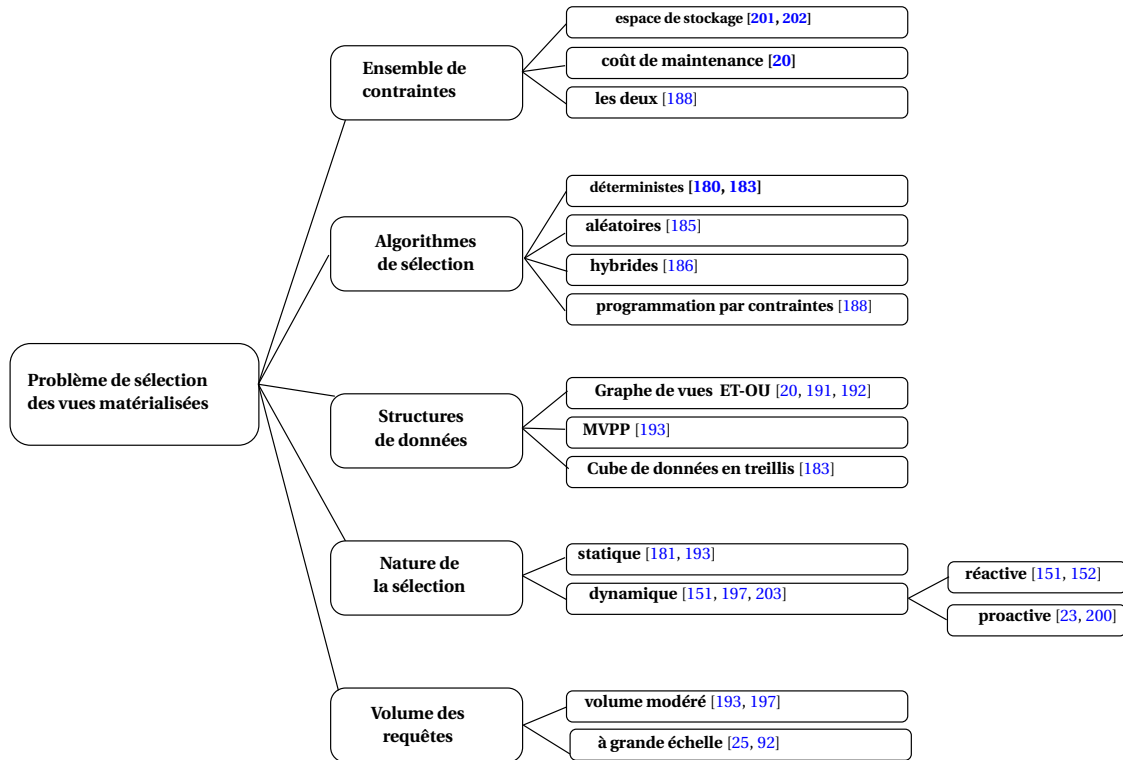 Problème de sélection
des vues matérialisées
Ensemble de
contraintes
espace de stockage [201, 202]
coût de maintenance [20]
les deux [188]
Algorithmes
de sélection
déterministes [180, 183]
aléatoires [185]
hybrides [186]
programmation par contraintes [188]
Structures
de données
Graphe de vues ET-OU [20, 191, 192]
MVPP [193]
Cube de données en treillis [183]
Nature de
la sélection
statique [181, 193]
dynamique [151, 197, 203]
réactive [151, 152]
proactive [23, 200]
Volume des
requêtes
volume modéré [193, 197]
à grande échelle [25, 92]